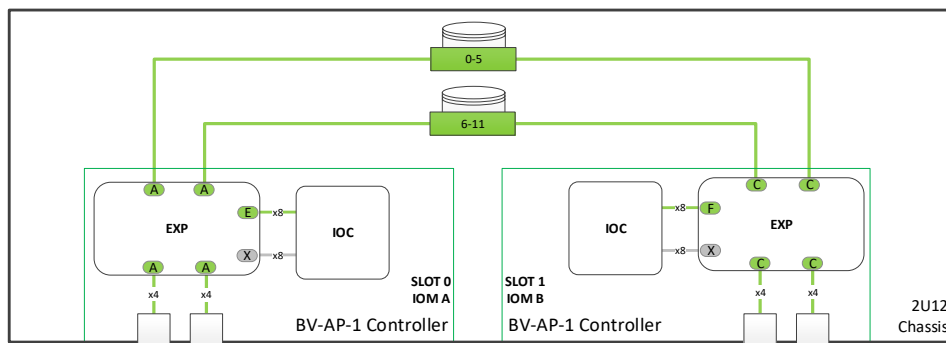 0-5
6-11
A
A
C
C
E
x8
F
x8
EXP
IOC
IOC
EXP
X
x8
X
x8
A
A
C
C
SLOT 0
IOM A
SLOT 1
IOM B
x4
x4
x4
x4
BV-AP-1 Controller
BV-AP-1 Controller
2U12
Chassis